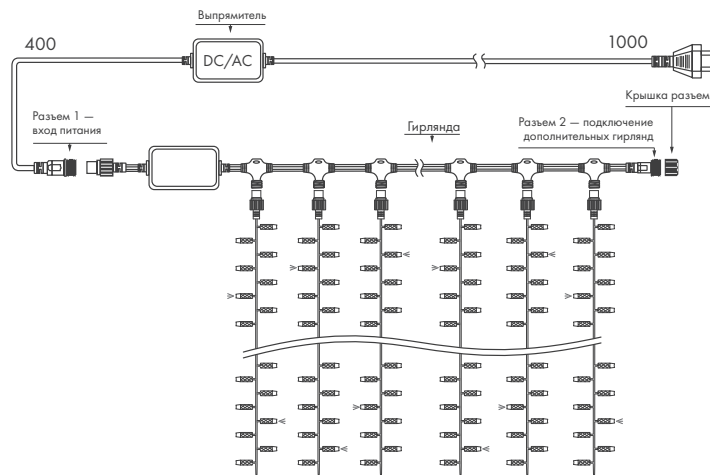 Выпрямитель
400
DC/AC
1000
Крышка разъем
Разъем 1 —
вход питания
Гирлянда
Разъем 2 — подключение
дополнительных гирлянд